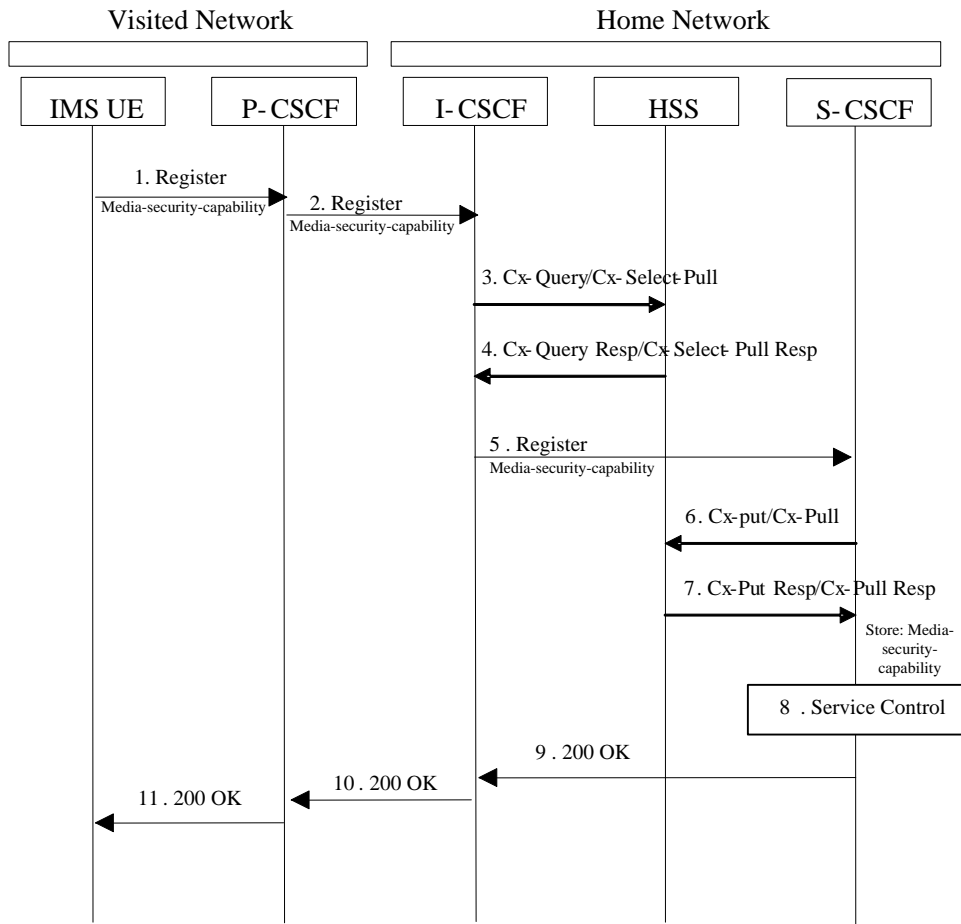 Visited Network
Home Network
IMS UE
P-CSCF
I-CSCF
HSS
S-CSCF
1. Register
Media-security-capability
2. Register
Media-security-capability
3. Cx-Query/Cx-Select-Pull
4. Cx-Query Resp/Cx-Select-Pull Resp
5 . Register
Media-security-capability
6. Cx-put/Cx-Pull
7. Cx-Put Resp/Cx-Pull Resp
Store: Media-
security-
capability
8 . Service Control
9 . 200 OK
10 . 200 OK
11 . 200 OK